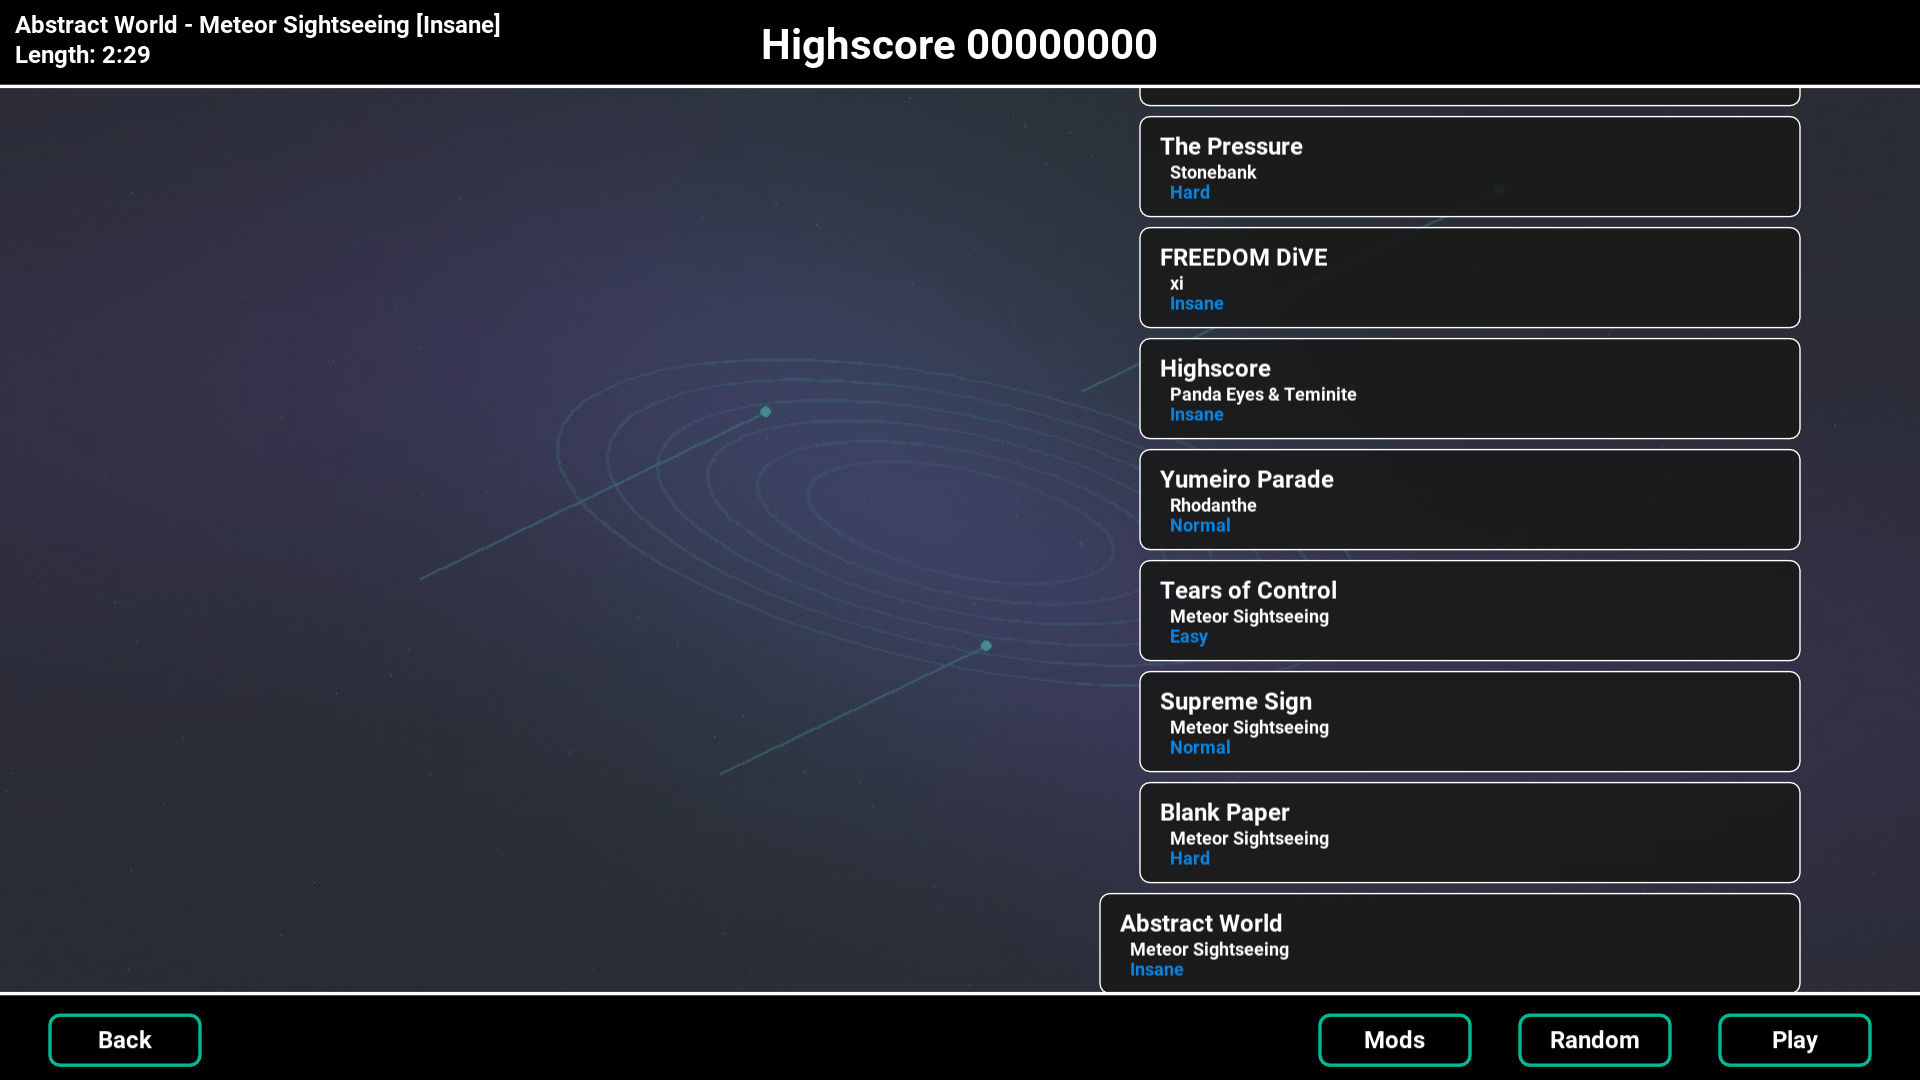 Abstract World - Meteor Sightseeing [Insane]
Length: 2:29
Highscore 00000000
The Pressure
Stonebank
Hard
FREEDOM DiVE
xi
Insane
Highscore
Panda Eyes & Teminite
Insane
Yumeiro Parade
Rhodanthe
Normal
Tears of Control
Meteor Sightseeing
Easy
Supreme Sign
Meteor Sightseeing
Normal
Blank Paper
Meteor Sightseeing
Hard
Abstract World
Meteor Sightseeing
Insane
Back
Mods
Random
Play